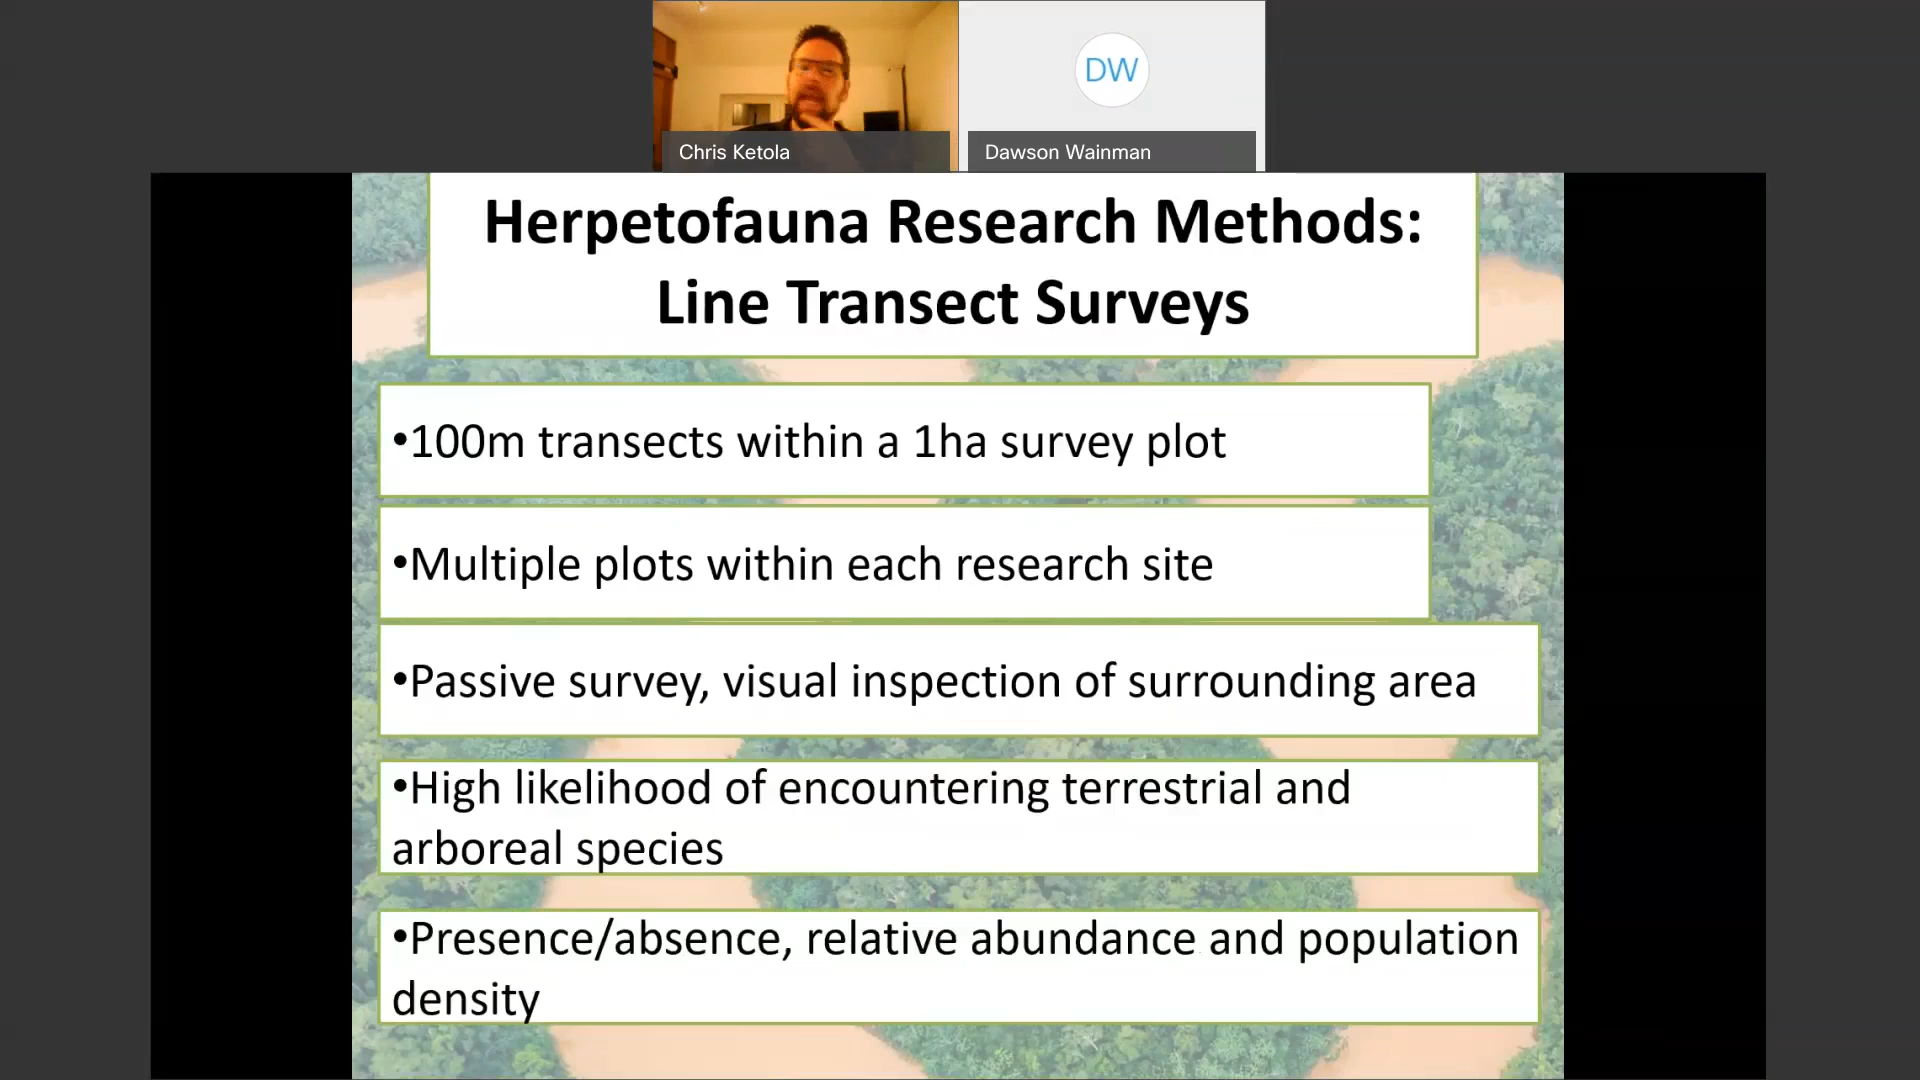 DW
Chris Ketola
Dawson Wainman
Herpetofauna Research Methods:
Line Transect Surveys
•100m transects within a 1ha survey plot
•Multiple plots within each research site
•Passive survey, visual inspection of surrounding area
•High likelihood of encountering terrestrial and
arboreal species
•Presence/absence, relative abundance and population
density